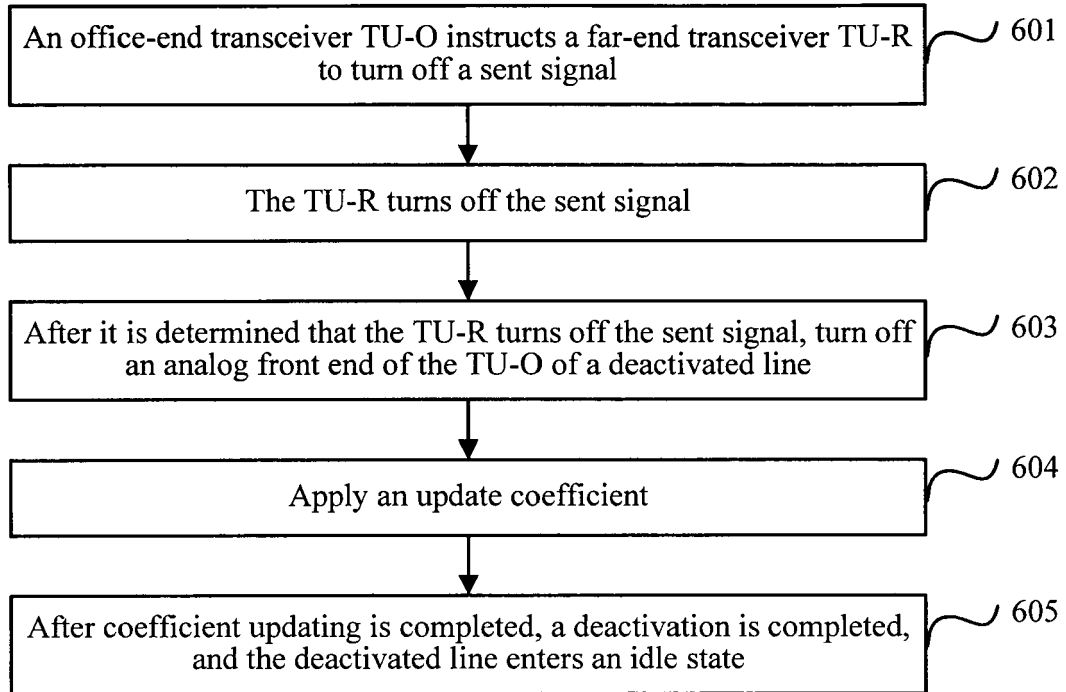 An office-end transceiver TU-O instructs a far-end transceiver TU-R
to turn off a sent signal
601
The TU-R turns off the sent signal
602
After it is determined that the TU-R turns off the sent signal, turn off
an analog front end of the TU-O of a deactivated line
603
Apply an update coefficient
604
After coefficient updating is completed, a deactivation is completed,
and the deactivated line enters an idle state
605